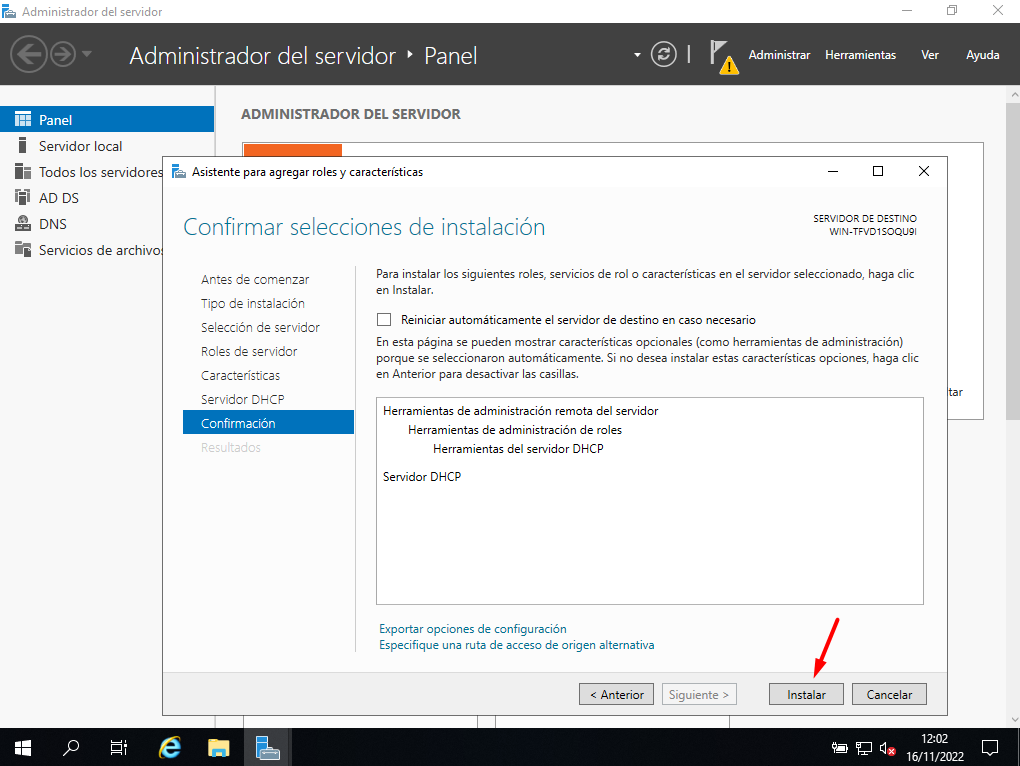 Administrador del servidor
Administrador del servidor ‣ Panel
Administrar Herramientas Ver Ayuda
Panel
Servidor local
Todos los servidores
AD DS
DNS
Servicios de archivos
ADMINISTRADOR DEL SERVIDOR
Asistente para agregar roles y características
Confirmar selecciones de instalación
SERVIDOR DE DESTINO
WIN-TFVD1SOQU9I
Antes de comenzar
Tipo de instalación
Selección de servidor
Roles de servidor
Características
Servidor DHCP
Confirmación
Resultados
Para instalar los siguientes roles, servicios de rol o características en el servidor seleccionado, haga clic
en Instalar.
Reiniciar automáticamente el servidor de destino en caso necesario
En esta página se pueden mostrar características opcionales (como herramientas de administración)
porque se seleccionaron automáticamente. Si no desea instalar estas características opciones, haga clic
en Anterior para desactivar las casillas.
Herramientas de administración remota del servidor
Herramientas de administración de roles
Herramientas del servidor DHCP
Servidor DHCP
Exportar opciones de configuración
Especifique una ruta de acceso de origen alternativa
tar
< Anterior
Siguiente >
Instalar
Cancelar
12:02
16/11/2022